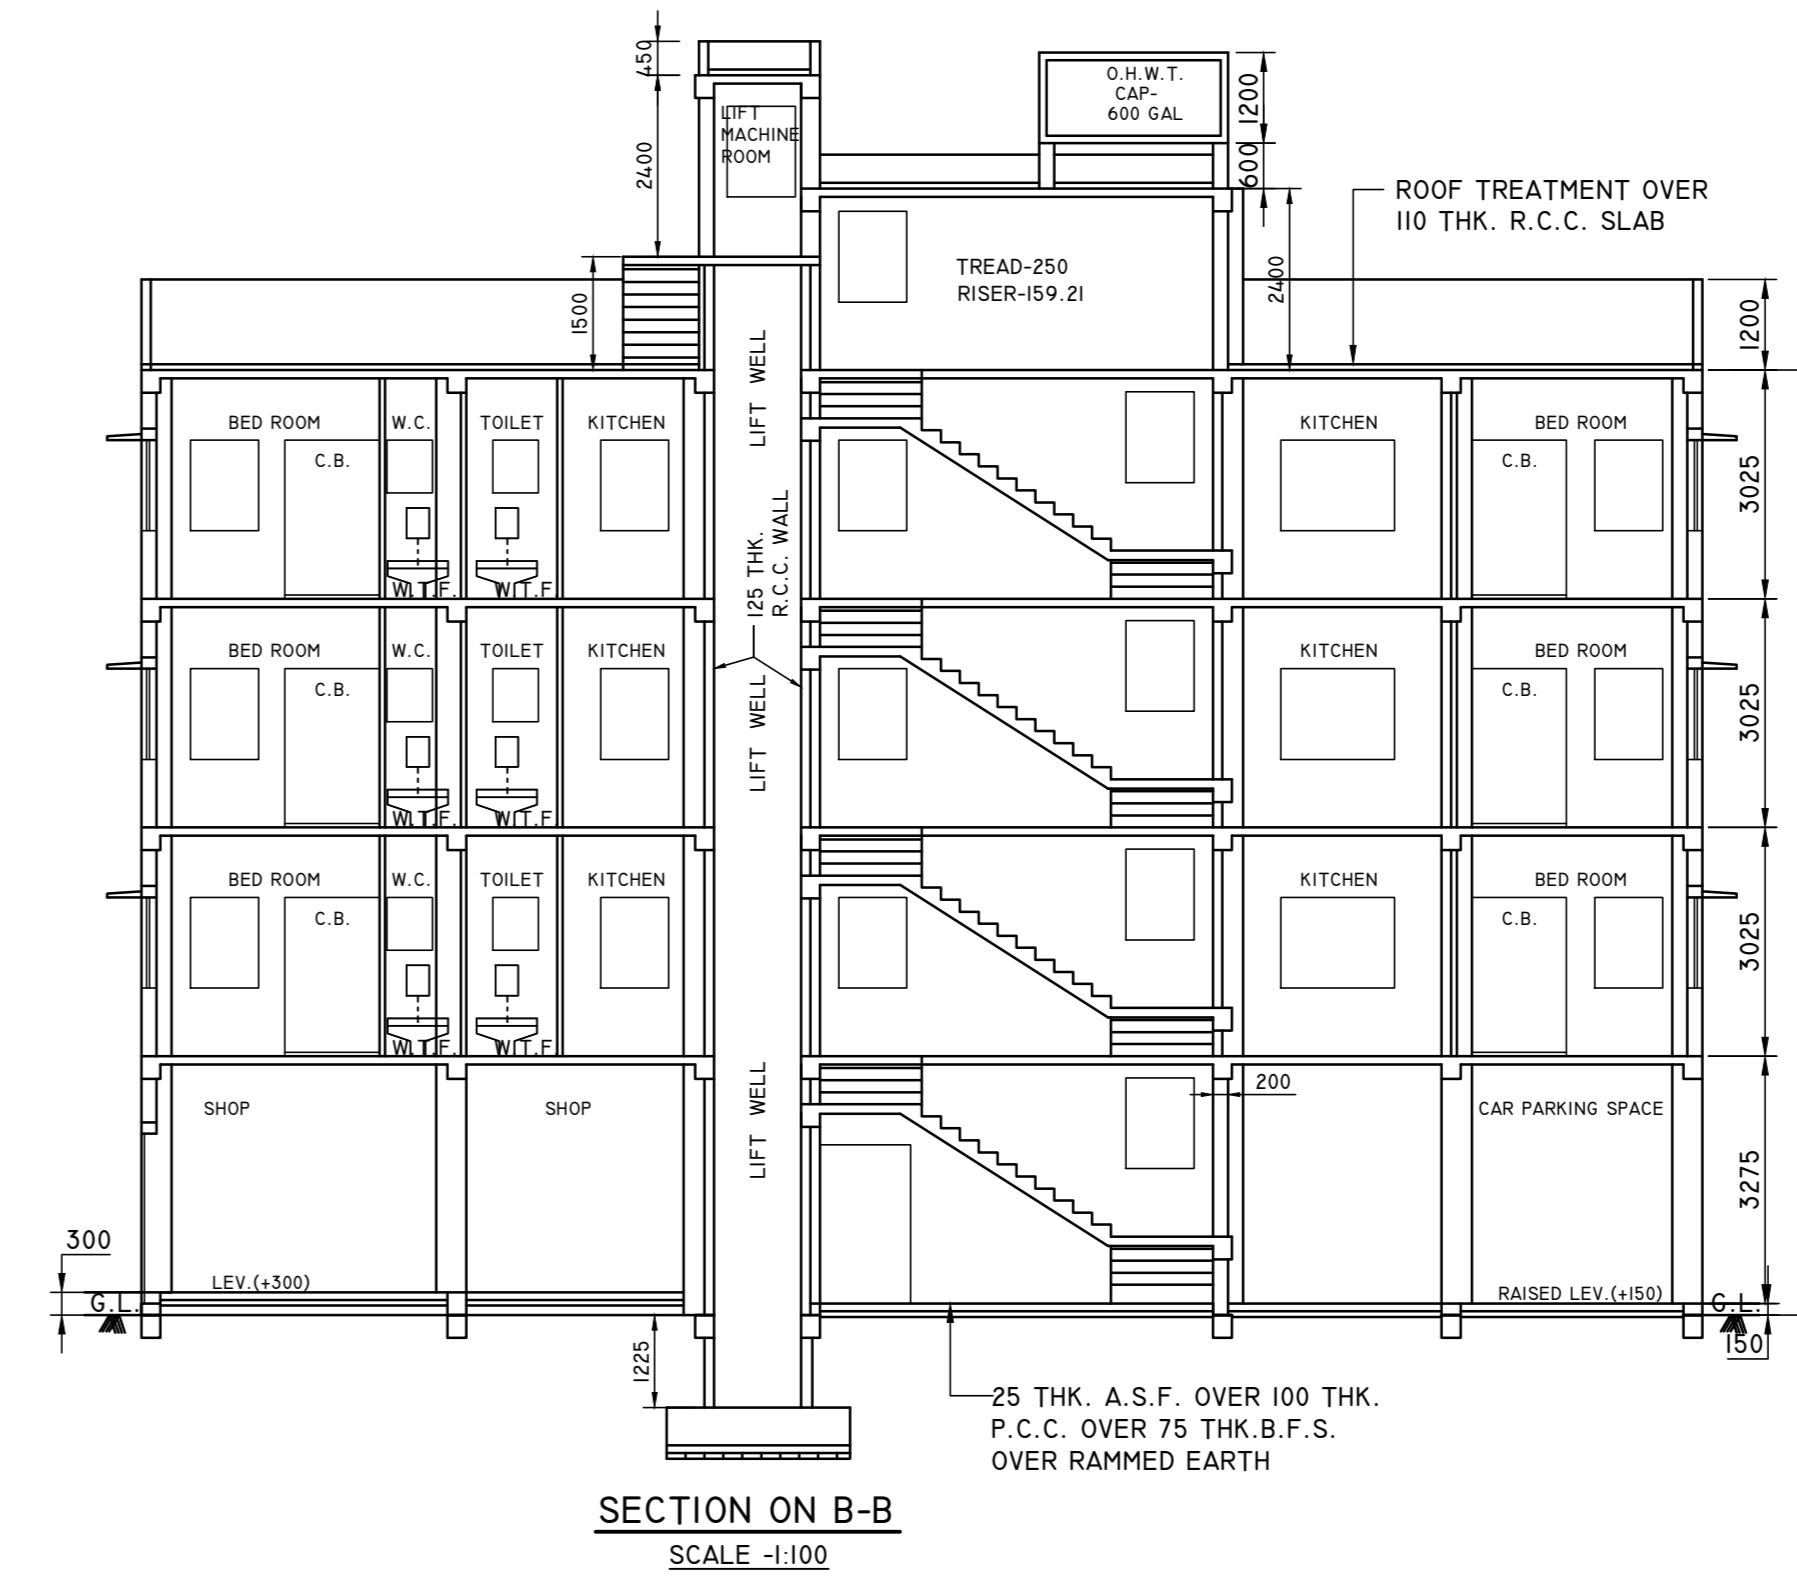 450
O.H.W.T.
CAP-
600 GAL
1200
LIFT
MACHINE
ROOM
2400
600
ROOF TREATMENT OVER
110 THK. R.C.C. SLAB
TREAD-250
RISER-159.21
2400
1500
1200
LIFT WELL
BED ROOM
W.C.
TOILET
KITCHEN
KITCHEN
BED ROOM
C.B.
C.B.
3025
W.T.F.
W.T.F.
125 THK.
R.C.C. WALL
BED ROOM
W.C.
TOILET
KITCHEN
KITCHEN
BED ROOM
C.B.
C.B.
3025
LIFT WELL
W.T.F.
W.T.F.
BED ROOM
W.C.
TOILET
KITCHEN
KITCHEN
BED ROOM
C.B.
C.B.
3025
W.T.F.
W.T.F.
200
SHOP
SHOP
LIFT WELL
CAR PARKING SPACE
3275
300
LEV.(+300)
RAISED LEV.(+150)
G.L.
G.L.
150
1225
25 THK. A.S.F. OVER 100 THK.
P.C.C. OVER 75 THK.B.F.S.
OVER RAMMED EARTH
SECTION ON B-B
SCALE -1:100